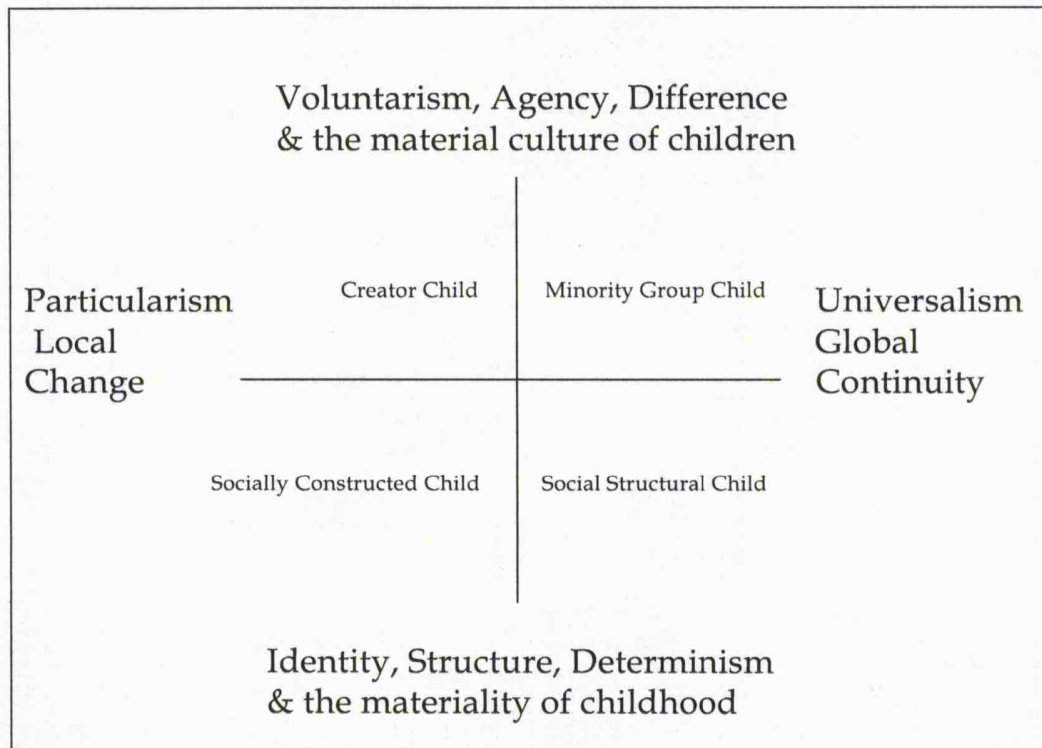 Voluntarism, Agency, Difference
& the material culture of children
Particularism
Local
Change
Creator Child
Minority Group Child
Universalism
Global
Continuity
Socially Constructed Child
Social Structural Child
Identity, Structure, Determinism
& the materiality of childhood